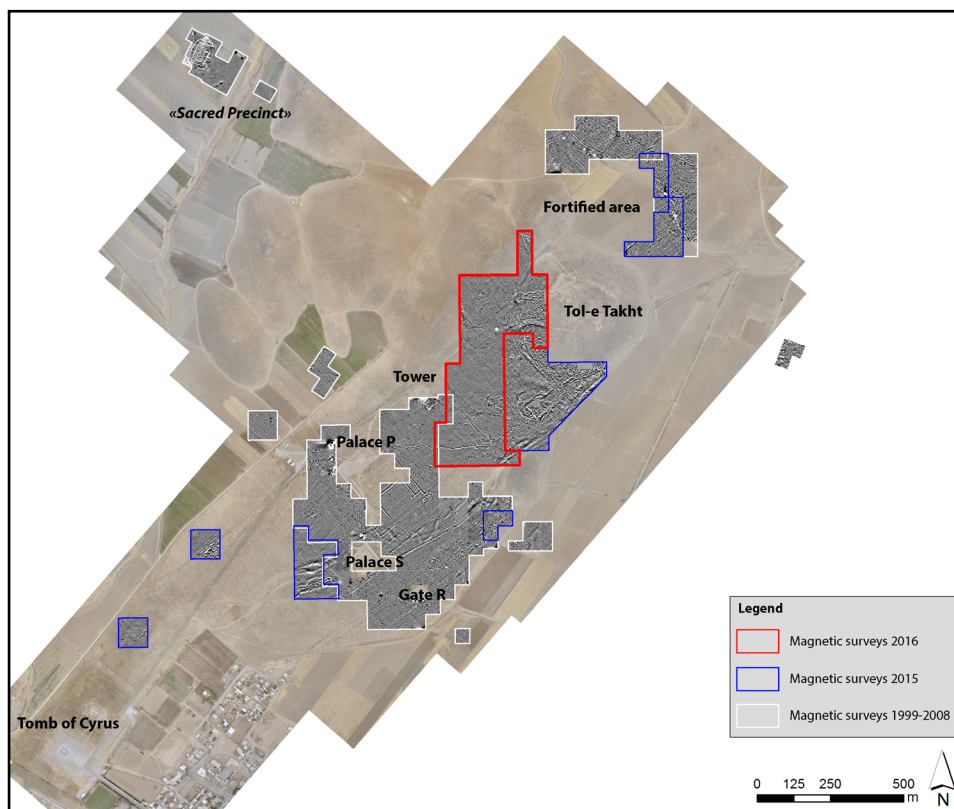 «Sacred Precinct»
Fortified area
Tol-e Takht
Tower
Palace P
Palace S
Gate R
Tomb of Cyrus
Legend
Magnetic surveys 2016
Magnetic surveys 2015
Magnetic surveys 1999-2008
0 125 250 500
m
N